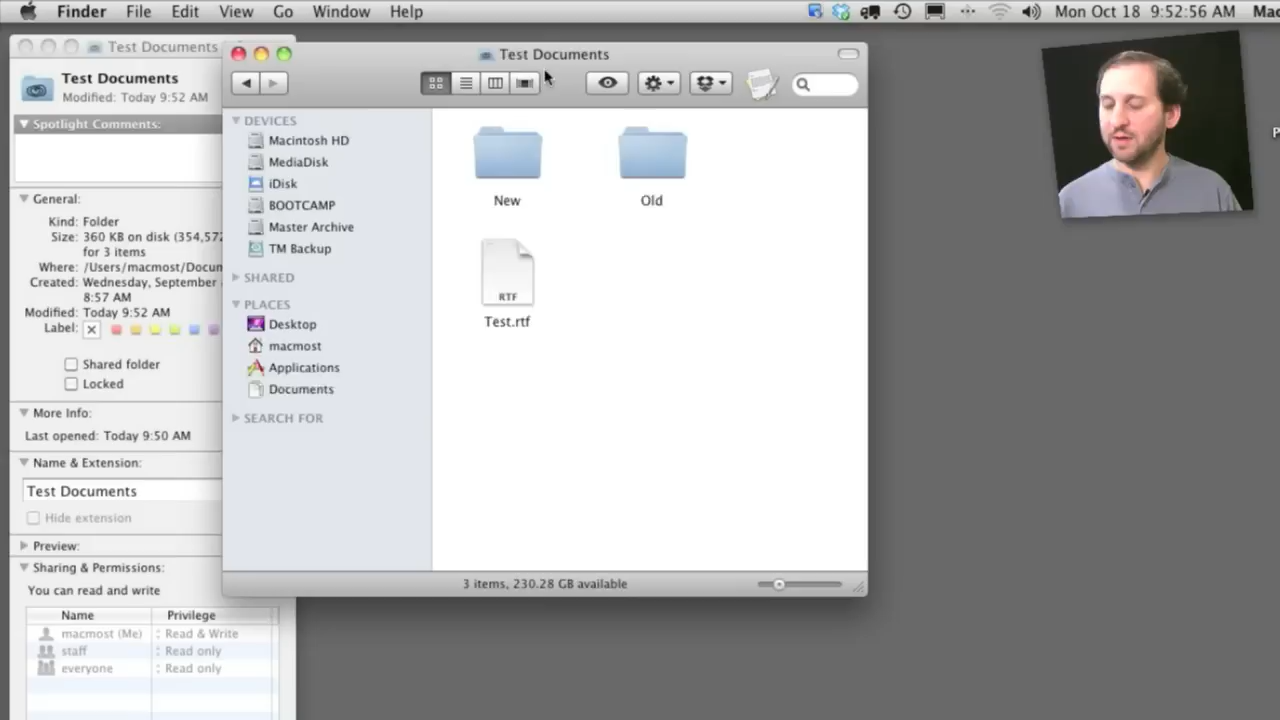 Finder File Edit View Go Window Help Mon Oct 18 9:52:56 AM Mac
Test Documents
Test Documents
Modified: Today 9:52 AM
Spotlight Comments:
General:
Kind: Folder
Size: 360 KB on disk (354,572
for 3 items
Where: /Users/macmost/Docum
Created: Wednesday, September
8:57 AM
Modified: Today 9:52 AM
Label:
Shared folder
Locked
More Info:
Last opened: Today 9:50 AM
Name & Extension:
Test Documents
Hide extension
Preview:
Sharing & Permissions:
You can read and write
Name Privilege
macmost (Me) Read & Write
staff Read only
everyone Read only
Test Documents
DEVICES
Macintosh HD
MediaDisk
iDisk
BOOTCAMP
Master Archive
TM Backup
SHARED
PLACES
Desktop
macmost
Applications
Documents
SEARCH FOR
New Old
RTF
Test.rtf
3 items, 230.28 GB available